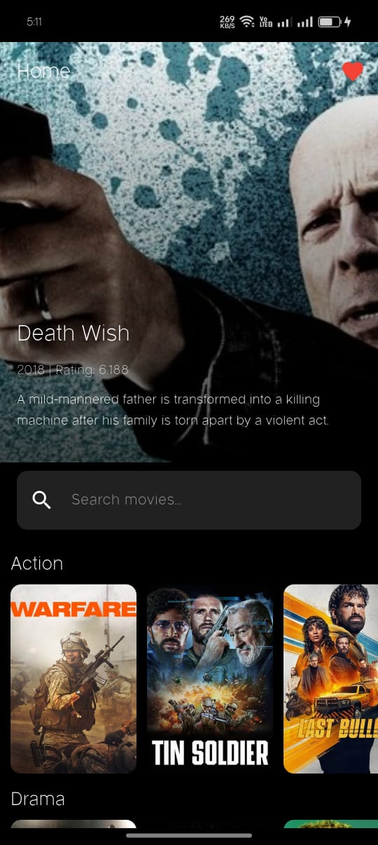 5:11
269
KB/S
Vo
LTE
Home
Death Wish
2018 | Rating: 6.188
A mild-mannered father is transformed into a killing
machine after his family is torn apart by a violent act.
Search movies...
Action
WARFARE
TIN SOLDIER
LAST BULL
Drama